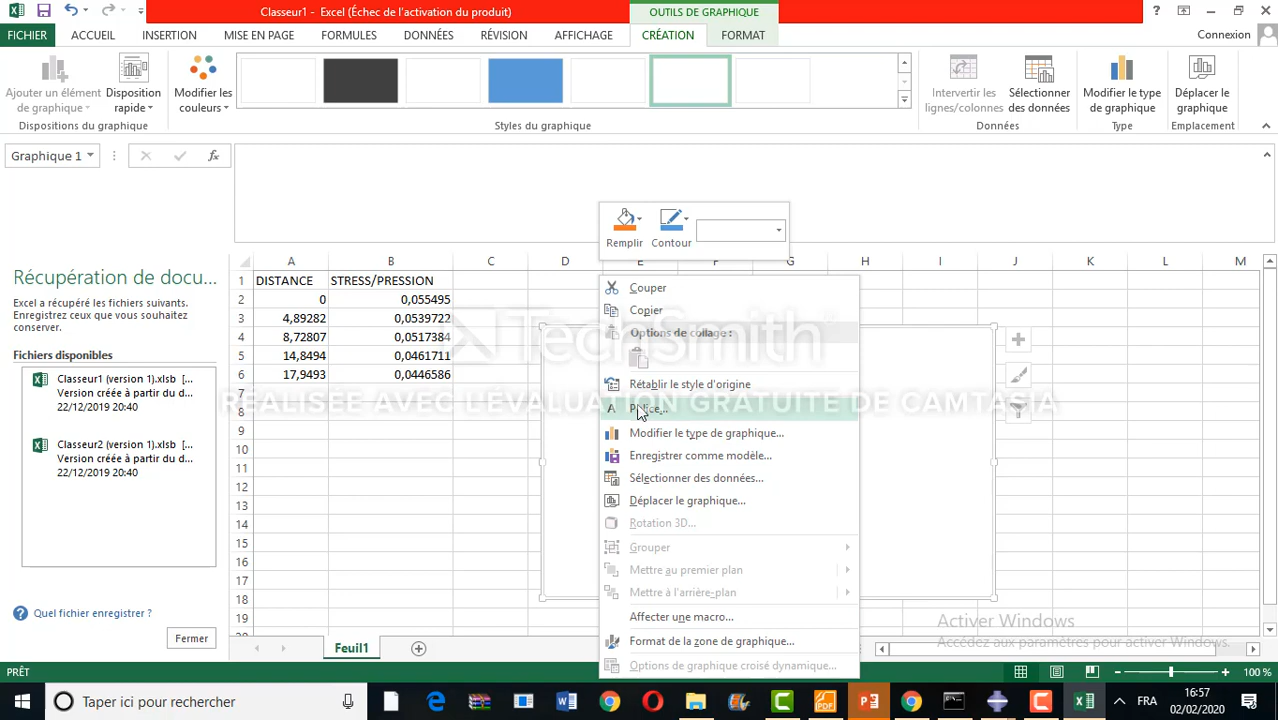 Classeur1 - Excel (Échec de l'activation du produit)
OUTILS DE GRAPHIQUE
?
FICHIER ACCUEIL INSERTION MISE EN PAGE FORMULES DONNÉES RÉVISION AFFICHAGE CRÉATION FORMAT Connexion
Ajouter un élément de graphique
Disposition rapide
Modifier les couleurs
Intervertir les lignes/colonnes
Sélectionner des données
Modifier le type de graphique
Déplacer le graphique
Dispositions du graphique Styles du graphique Données Type Emplacement
Graphique 1 fx
Remplir Contour
A B C D E F G H I J K L M
Récupération de docu...
Excel a récupéré les fichiers suivants.
Enregistrez ceux que vous souhaitez
conserver.
Fichiers disponibles
Classeur1 (version 1).xlsb [...
Version créée à partir du d...
22/12/2019 20:40
Classeur2 (version 1).xlsb [...
Version créée à partir du d...
22/12/2019 20:40
Quel fichier enregistrer ?
Fermer
1 DISTANCE STRESS/PRESSION
2 0 0,055495
3 4,89282 0,0539722
4 8,72807 0,0517384
5 14,8494 0,0461711
6 17,9493 0,0446586
7
8
9
10
11
12
13
14
15
16
17
18
19
20
Couper
Copier
Options de collage :
Rétablir le style d'origine
Police...
Modifier le type de graphique...
Enregistrer comme modèle...
Sélectionner des données...
Déplacer le graphique...
Rotation 3D...
Grouper
Mettre au premier plan
Mettre à l'arrière-plan
Affecter une macro...
Format de la zone de graphique...
Options de graphique croisé dynamique...
TechSmith
RÉALISÉE AVEC L'ÉVALUATION GRATUITE DE CAMTASIA
Activer Windows
Accédez aux paramètres pour activer Windows.
Feuil1
PRÊT 100 %
Taper ici pour rechercher
FRA
16:57
02/02/2020